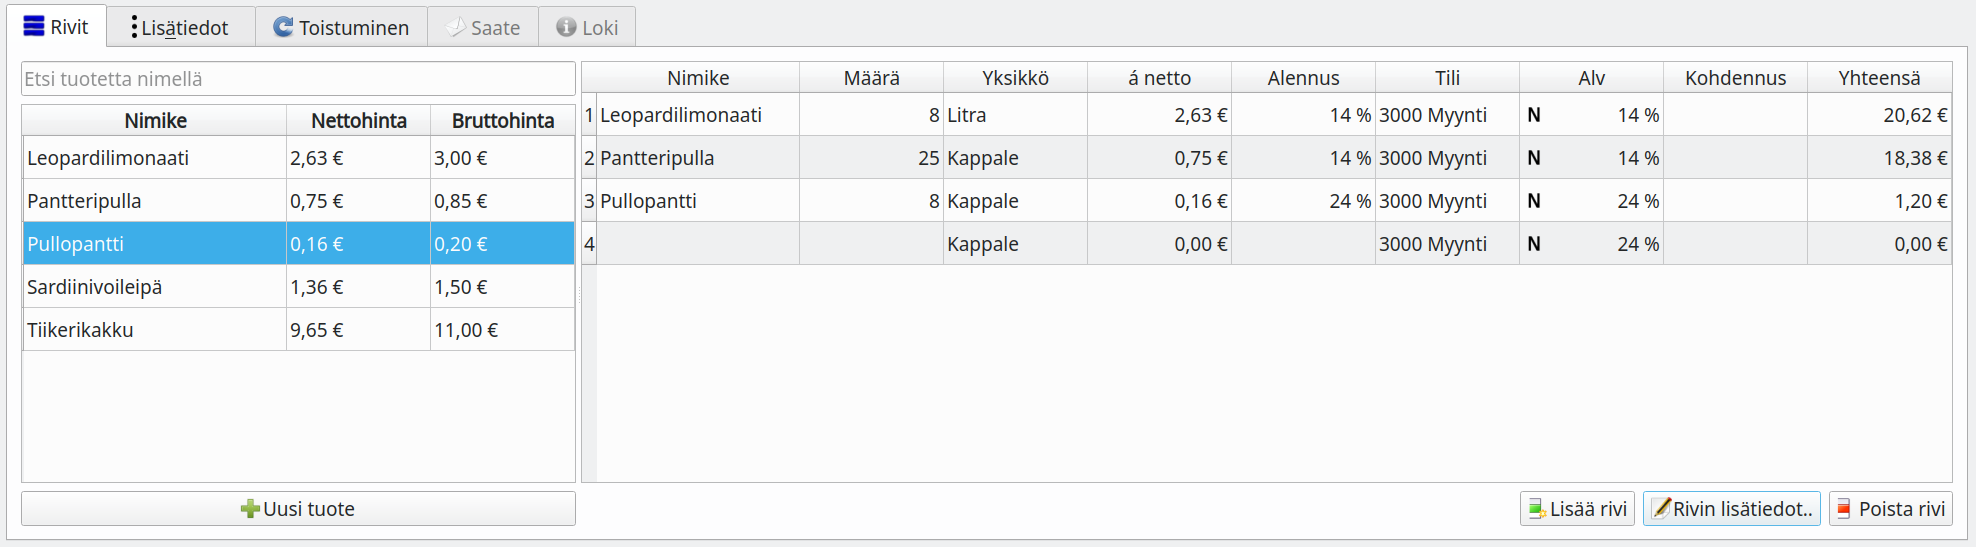 Rivit Lisätiedot Toistuminen Saate Loki
Etsi tuotetta nimellä
Nimike Nettohinta Bruttohinta
Leopardilimonaati 2,63 € 3,00 €
Pantteripulla 0,75 € 0,85 €
Pullopantti 0,16 € 0,20 €
Sardiinivoileipä 1,36 € 1,50 €
Tiikerikakku 9,65 € 11,00 €
Uusi tuote
Nimike Määrä Yksikkö á netto Alennus Tili Alv Kohdennus Yhteensä
1 Leopardilimonaati 8 Litra 2,63 € 14 % 3000 Myynti N 14 % 20,62 €
2 Pantteripulla 25 Kappale 0,75 € 14 % 3000 Myynti N 14 % 18,38 €
3 Pullopantti 8 Kappale 0,16 € 24 % 3000 Myynti N 24 % 1,20 €
4 Kappale 0,00 € 3000 Myynti N 24 % 0,00 €
Lisää rivi Rivin lisätiedot.. Poista rivi